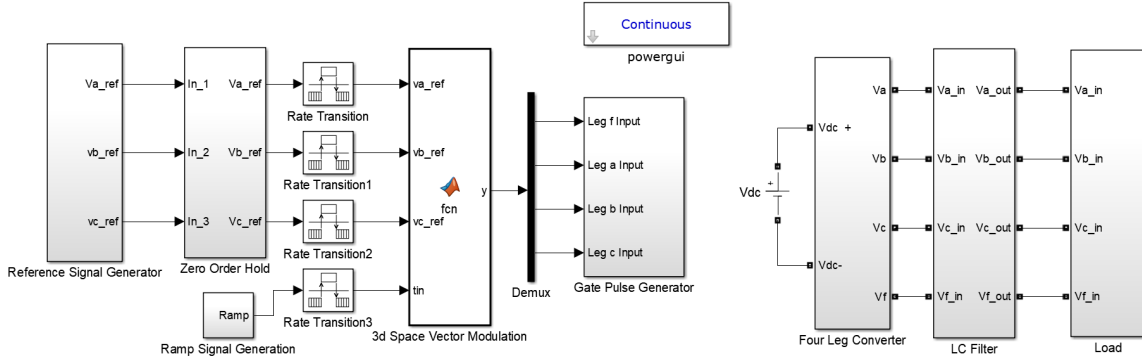 Continuous
powergui
Va_ref
vb_ref
vc_ref
Reference Signal Generator
In_1
In_2
In_3
Va_ref
Vb_ref
Vc_ref
Zero Order Hold
Rate Transition
Rate Transition1
Rate Transition2
Rate Transition3
Ramp
Ramp Signal Generation
va_ref
vb_ref
vc_ref
tin
fcn
y
3d Space Vector Modulation
Demux
Leg f Input
Leg a Input
Leg b Input
Leg c Input
Gate Pulse Generator
Vdc
+
Vdc +
Vdc-
Va
Vb
Vc
Vf
Four Leg Converter
Va_in
Vb_in
Vc_in
Vf_in
Va_out
Vb_out
Vc_out
Vf_out
LC Filter
Va_in
Vb_in
Vc_in
Vf_in
Load